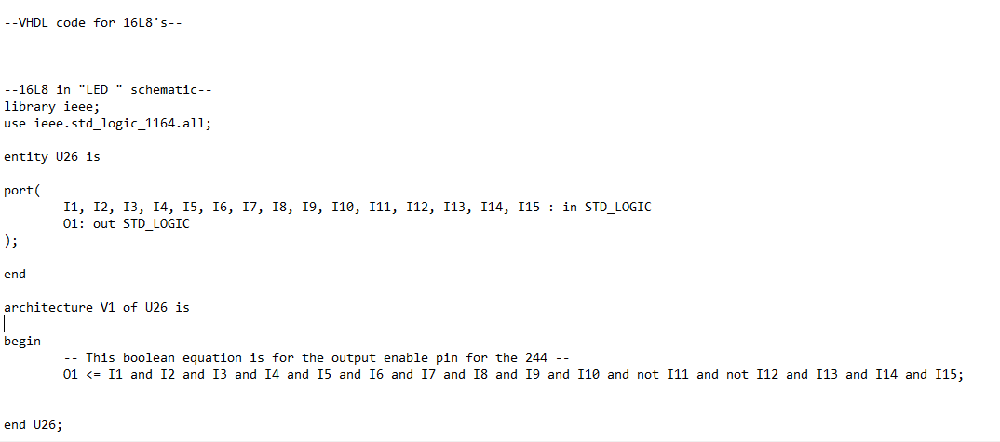 --VHDL code for 16L8's--
--16L8 in "LED " schematic--
library ieee;
use ieee.std_logic_1164.all;
entity U26 is
port(
I1, I2, I3, I4, I5, I6, I7, I8, I9, I10, I11, I12, I13, I14, I15 : in STD_LOGIC
O1: out STD_LOGIC
);
end
architecture V1 of U26 is
begin
-- This boolean equation is for the output enable pin for the 244 --
O1 <= I1 and I2 and I3 and I4 and I5 and I6 and I7 and I8 and I9 and I10 and not I11 and not I12 and I13 and I14 and I15;
end U26;